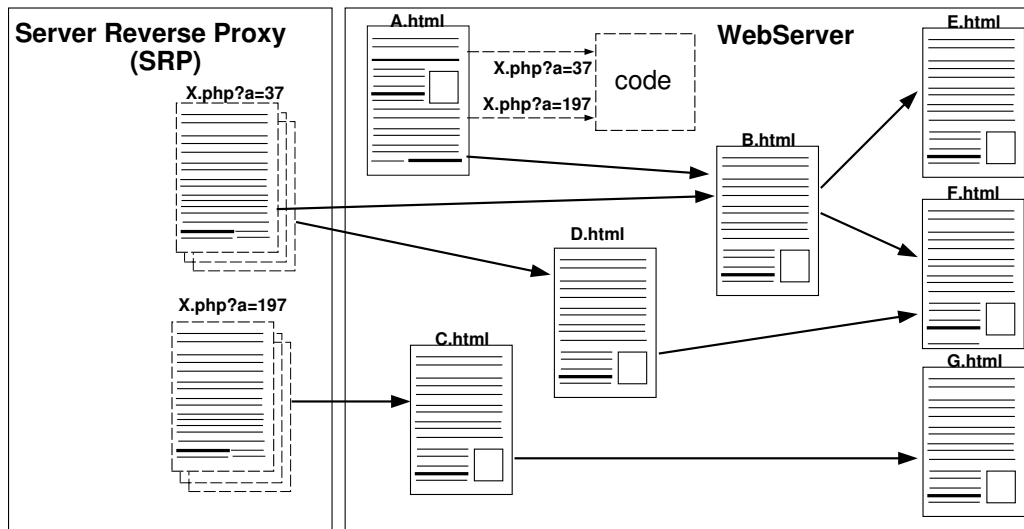 Server Reverse Proxy
(SRP)
X.php?a=37
X.php?a=197
A.html
X.php?a=37
X.php?a=197
code
WebServer
B.html
D.html
C.html
E.html
F.html
G.html